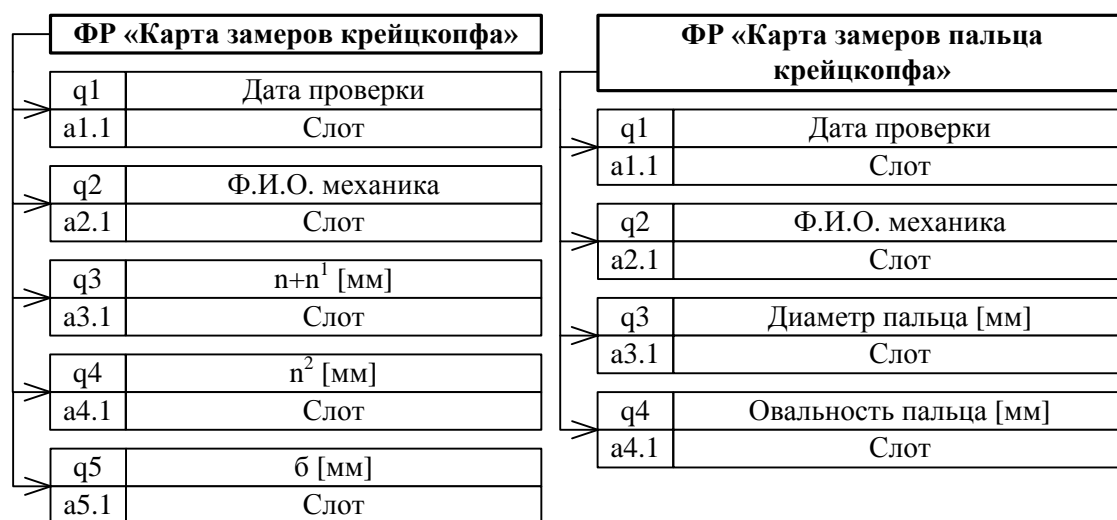 ФР «Карта замеров крейцкопфа»
q1 Дата проверки
a1.1 Слот
q2 Ф.И.О. механика
a2.1 Слот
q3 n+n¹ [мм]
a3.1 Слот
q4 n² [мм]
a4.1 Слот
q5 б [мм]
a5.1 Слот
ФР «Карта замеров пальца
крейцкопфа»
q1 Дата проверки
a1.1 Слот
q2 Ф.И.О. механика
a2.1 Слот
q3 Диаметр пальца [мм]
a3.1 Слот
q4 Овальность пальца [мм]
a4.1 Слот